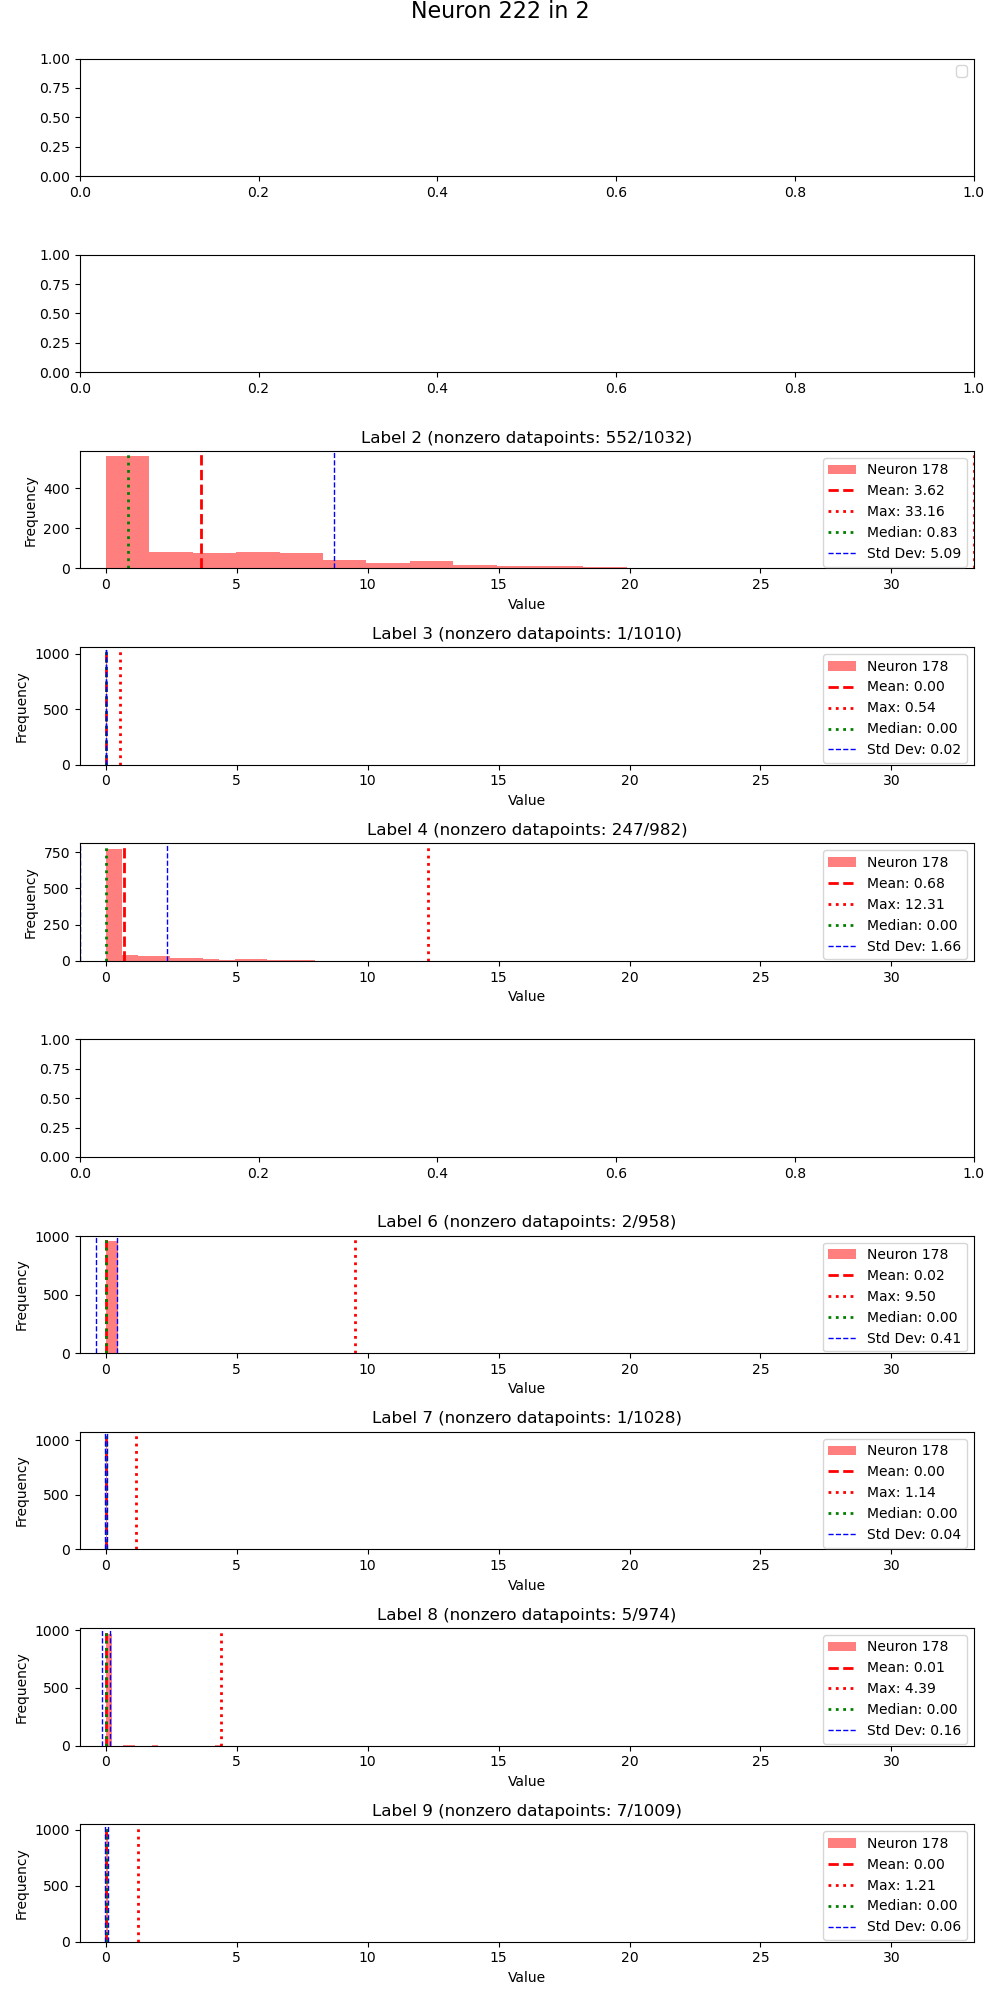 Neuron 222 in 2
1.00
0.75
0.50
0.25
0.00
0.0 0.2 0.4 0.6 0.8 1.0
1.00
0.75
0.50
0.25
0.00
0.0 0.2 0.4 0.6 0.8 1.0
Label 2 (nonzero datapoints: 552/1032)
Frequency
400
200
0
Neuron 178
Mean: 3.62
Max: 33.16
Median: 0.83
Std Dev: 5.09
0 5 10 15 20 25 30
Value
Label 3 (nonzero datapoints: 1/1010)
Frequency
1000
500
0
Neuron 178
Mean: 0.00
Max: 0.54
Median: 0.00
Std Dev: 0.02
0 5 10 15 20 25 30
Value
Label 4 (nonzero datapoints: 247/982)
Frequency
750
500
250
0
Neuron 178
Mean: 0.68
Max: 12.31
Median: 0.00
Std Dev: 1.66
0 5 10 15 20 25 30
Value
1.00
0.75
0.50
0.25
0.00
0.0 0.2 0.4 0.6 0.8 1.0
Label 6 (nonzero datapoints: 2/958)
Frequency
1000
500
0
Neuron 178
Mean: 0.02
Max: 9.50
Median: 0.00
Std Dev: 0.41
0 5 10 15 20 25 30
Value
Label 7 (nonzero datapoints: 1/1028)
Frequency
1000
500
0
Neuron 178
Mean: 0.00
Max: 1.14
Median: 0.00
Std Dev: 0.04
0 5 10 15 20 25 30
Value
Label 8 (nonzero datapoints: 5/974)
Frequency
1000
500
0
Neuron 178
Mean: 0.01
Max: 4.39
Median: 0.00
Std Dev: 0.16
0 5 10 15 20 25 30
Value
Label 9 (nonzero datapoints: 7/1009)
Frequency
1000
500
0
Neuron 178
Mean: 0.00
Max: 1.21
Median: 0.00
Std Dev: 0.06
0 5 10 15 20 25 30
Value